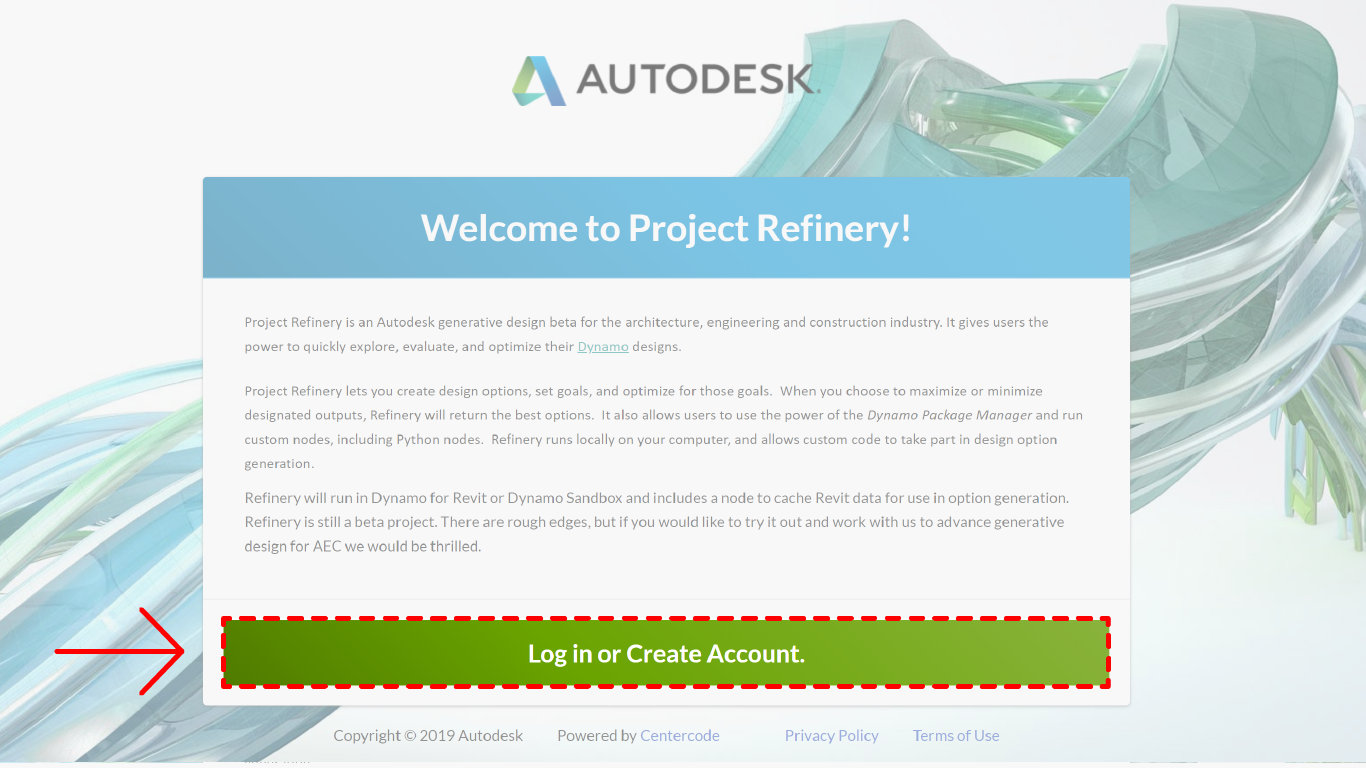 AUTODESK.
Welcome to Project Refinery!
Project Refinery is an Autodesk generative design beta for the architecture, engineering and construction industry. It gives users the
power to quickly explore, evaluate, and optimize their Dynamo designs.
Project Refinery lets you create design options, set goals, and optimize for those goals.  When you choose to maximize or minimize
designated outputs, Refinery will return the best options.  It also allows users to use the power of the Dynamo Package Manager and run
custom nodes, including Python nodes.  Refinery runs locally on your computer, and allows custom code to take part in design option
generation.
Refinery will run in Dynamo for Revit or Dynamo Sandbox and includes a node to cache Revit data for use in option generation.
Refinery is still a beta project. There are rough edges, but if you would like to try it out and work with us to advance generative
design for AEC we would be thrilled.
Log in or Create Account.
Copyright © 2019 Autodesk Powered by Centercode Privacy Policy Terms of Use